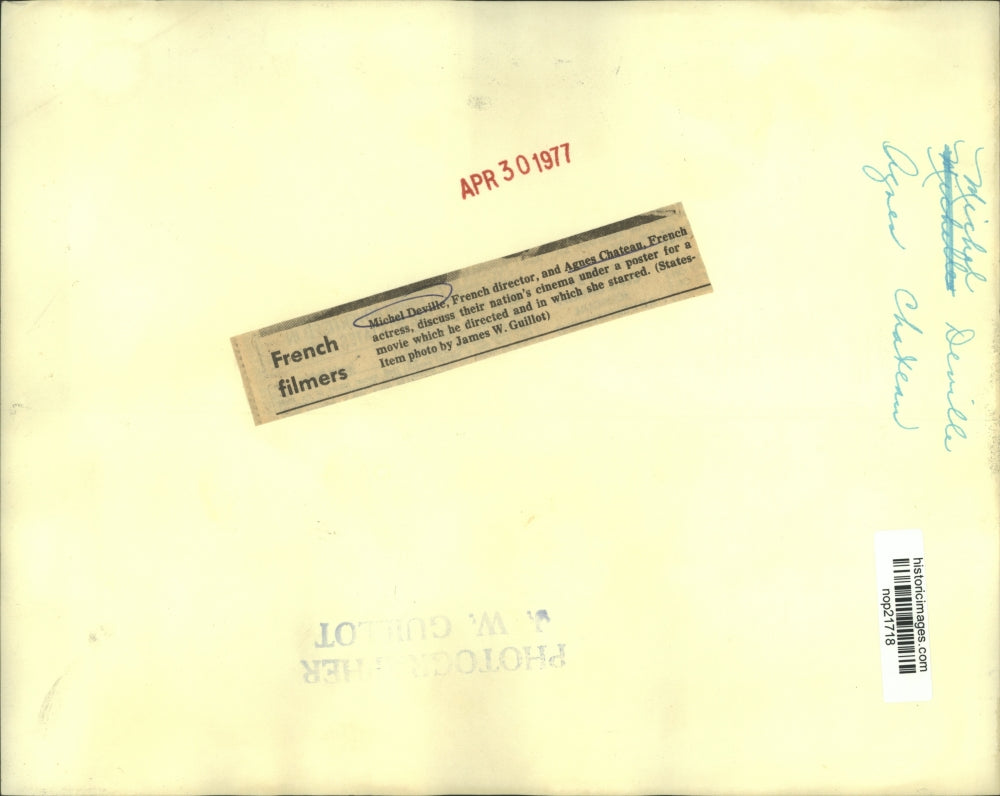 APR 30 1977
French
filmers
Michel Deville, French director, and Agnes Chateau, French
actress, discuss their nation's cinema under a poster for a
movie which he directed and in which she starred. (States-
Item photo by James W. Guillot)
Michel Deville
Agnes Chateau
historicimages.com
nop21718
PHOTOGRAPHER
J. W. GUILLOT